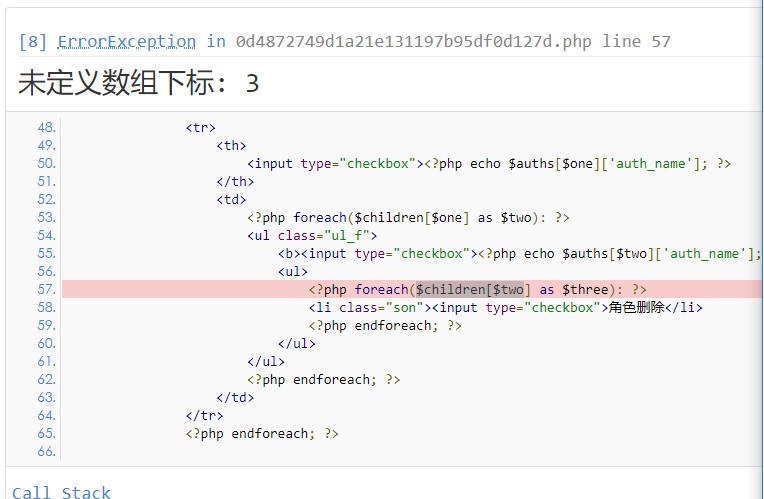 [8] ErrorException in 0d4872749d1a21e131197b95df0d127d.php line 57
未定义数组下标: 3
48. <tr>
49. <th>
50. <input type="checkbox"><?php echo $auths[$one]['auth_name']; ?>
51. </th>
52. <td>
53. <?php foreach($children[$one] as $two): ?>
54. <ul class="ul_f">
55. <b><input type="checkbox"><?php echo $auths[$two]['auth_name'];
56. <ul>
57. <?php foreach($children[$two] as $three): ?>
58. <li class="son"><input type="checkbox">角色删除</li>
59. <?php endforeach; ?>
60. </ul>
61. </ul>
62. <?php endforeach; ?>
63. </td>
64. </tr>
65. <?php endforeach; ?>
66.
Call Stack